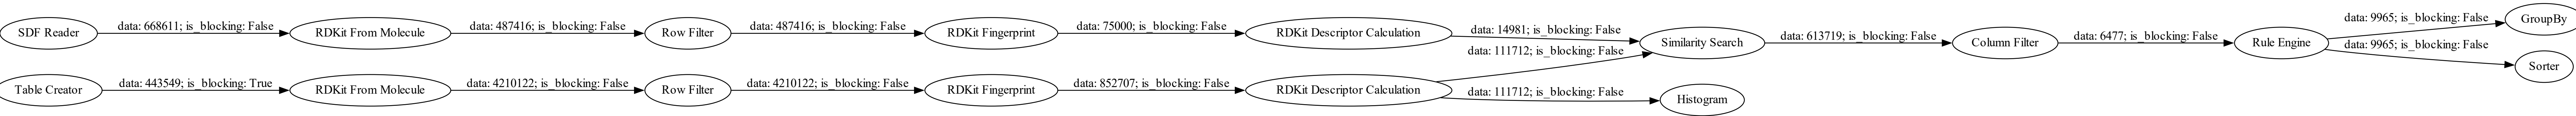 SDF Reader
data: 668611; is_blocking: False
RDKit From Molecule
data: 487416; is_blocking: False
Row Filter
data: 487416; is_blocking: False
RDKit Fingerprint
data: 75000; is_blocking: False
RDKit Descriptor Calculation
data: 14981; is_blocking: False
Similarity Search
data: 613719; is_blocking: False
Column Filter
data: 6477; is_blocking: False
Rule Engine
data: 9965; is_blocking: False
GroupBy
data: 9965; is_blocking: False
Sorter
Table Creator
data: 443549; is_blocking: True
RDKit From Molecule
data: 4210122; is_blocking: False
Row Filter
data: 4210122; is_blocking: False
RDKit Fingerprint
data: 852707; is_blocking: False
RDKit Descriptor Calculation
data: 111712; is_blocking: False
data: 111712; is_blocking: False
Histogram